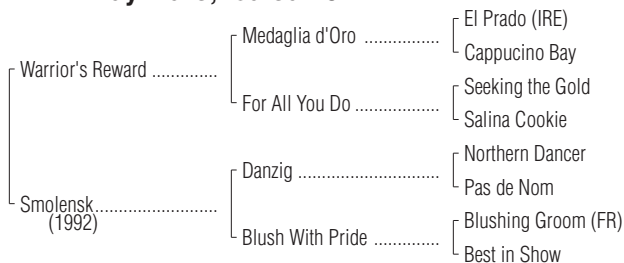 El Prado (IRE)
Medaglia d'Oro ................
Cappucino Bay
Warrior's Reward ..............
Seeking the Gold
For All You Do ..................
Salina Cookie
Northern Dancer
Danzig ..............................
Pas de Nom
Smolensk..........................
(1992)
Blushing Groom (FR)
Blush With Pride ..............
Best in Show